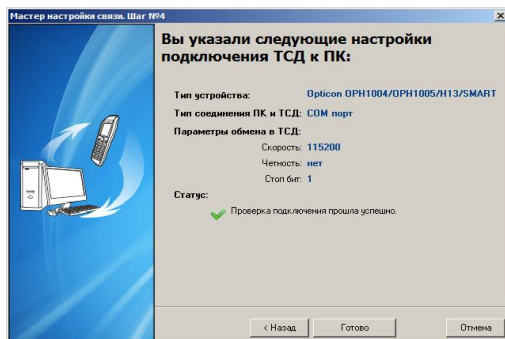 Мастер настройки связи. Шаг №4
Вы указали следующие настройки
подключения ТСД к ПК:
Тип устройства: Opticon OPH1004/OPH1005/H13/SMART
Тип соединения ПК и ТСД: COM порт
Параметры обмена в ТСД:
Скорость: 115200
Четность: нет
Стоп бит: 1
Статус:
Проверка подключения прошла успешно.
< Назад Готово Отмена